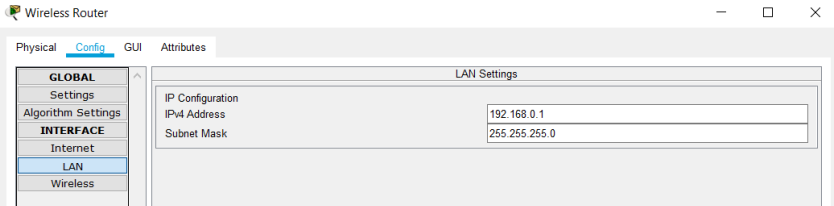 Wireless Router
Physical Config GUI Attributes
GLOBAL
Settings
Algorithm Settings
INTERFACE
Internet
LAN
Wireless
LAN Settings
IP Configuration
IPv4 Address 192.168.0.1
Subnet Mask 255.255.255.0